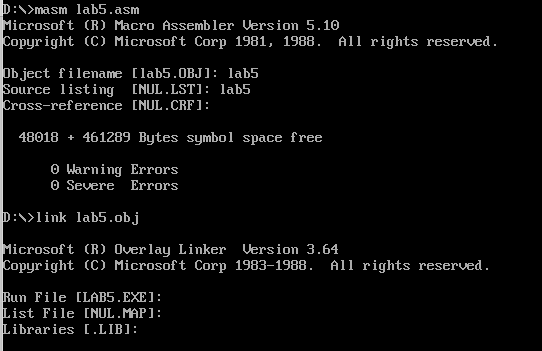 D:\>masm lab5.asm
Microsoft (R) Macro Assembler Version 5.10
Copyright (C) Microsoft Corp 1981, 1988.  All rights reserved.
Object filename [lab5.OBJ]: lab5
Source listing  [NUL.LST]: lab5
Cross-reference [NUL.CRF]:
48018 + 461289 Bytes symbol space free
0 Warning Errors
0 Severe  Errors
D:\>link lab5.obj
Microsoft (R) Overlay Linker  Version 3.64
Copyright (C) Microsoft Corp 1983-1988.  All rights reserved.
Run File [LAB5.EXE]:
List File [NUL.MAP]:
Libraries [.LIB]: